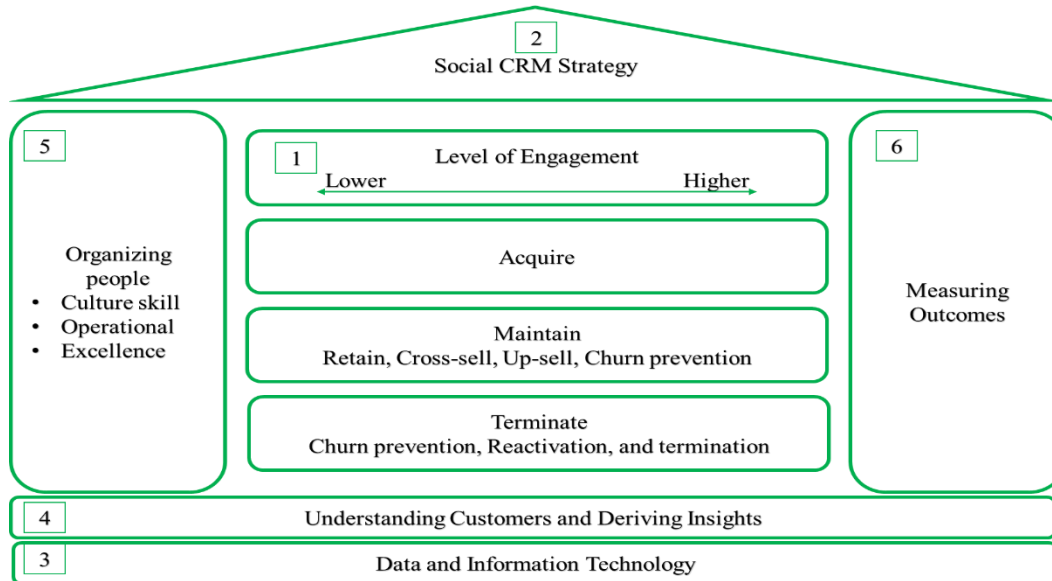 2
Social CRM Strategy
5
Organizing
people
• Culture skill
• Operational
• Excellence
1
Level of Engagement
Lower Higher
Acquire
Maintain
Retain, Cross-sell, Up-sell, Churn prevention
Terminate
Churn prevention, Reactivation, and termination
6
Measuring
Outcomes
4
Understanding Customers and Deriving Insights
3
Data and Information Technology